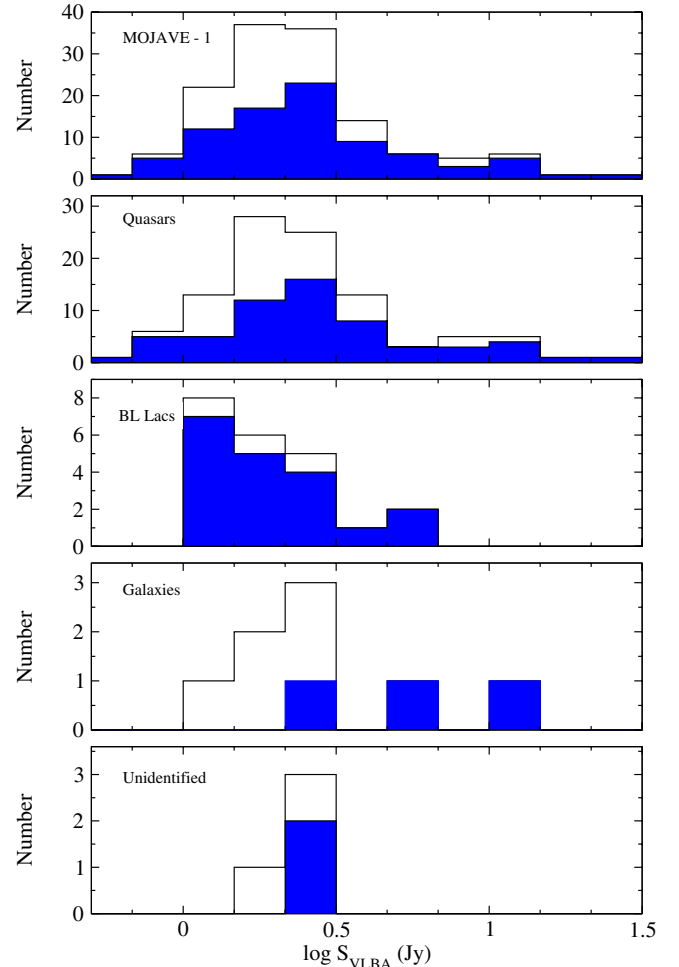 40
30
20
10
0
Number
MOJAVE - 1
30
20
10
0
Number
Quasars
8
6
4
2
0
Number
BL Lacs
3
2
1
0
Number
Galaxies
3
2
1
0
Number
Unidentified
0 0.5 1 1.5
log S_VLBA (Jy)